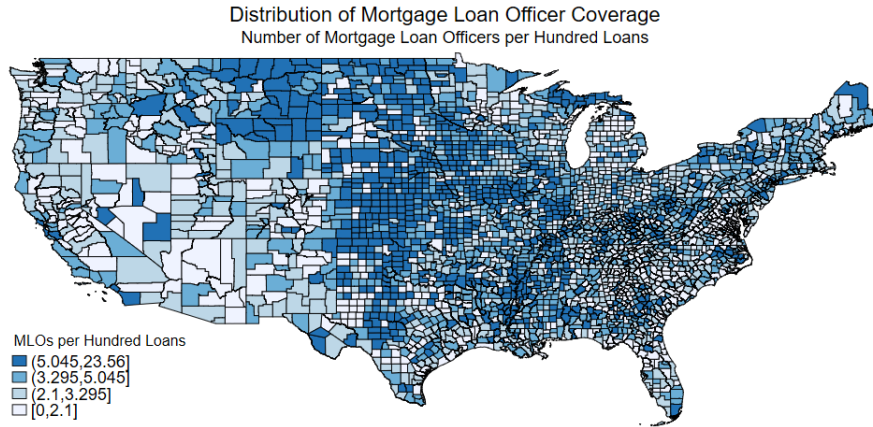 Distribution of Mortgage Loan Officer Coverage
Number of Mortgage Loan Officers per Hundred Loans
MLOs per Hundred Loans
(5.045,23.56]
(3.295,5.045]
(2.1,3.295]
[0,2.1]